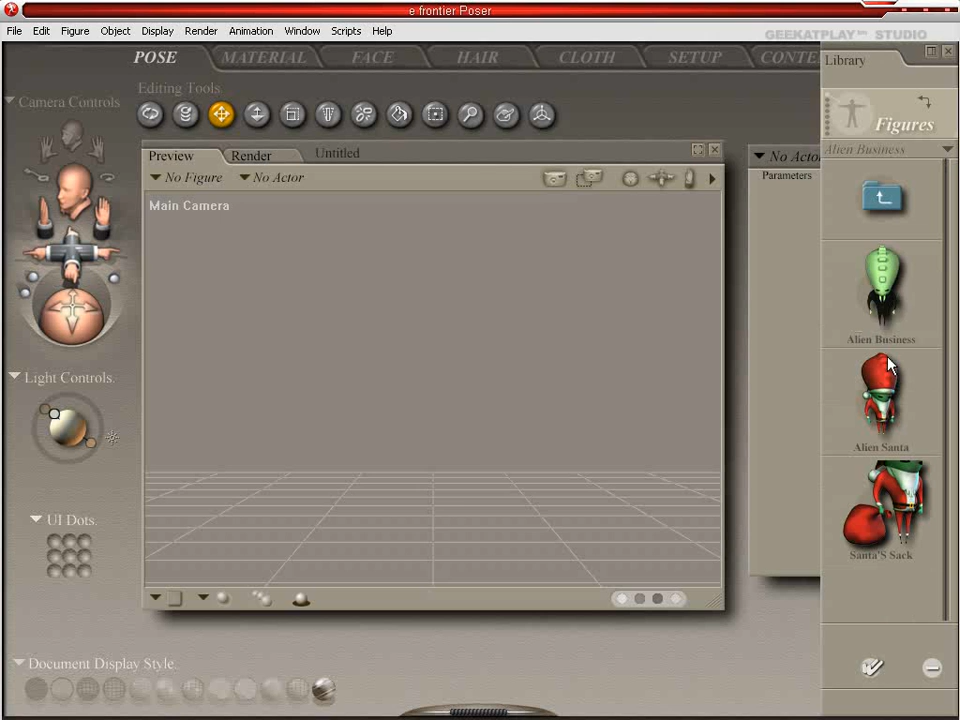 e frontier Poser
File Edit Figure Object Display Render Animation Window Scripts Help
GEEKATPLAY STUDIO
POSE MATERIAL FACE HAIR CLOTH SETUP CONTE
Library
Editing Tools
Camera Controls
Figures
Alien Business
Preview Render Untitled
No Actor
No Figure No Actor
Parameters
Main Camera
Alien Business
Light Controls.
Alien Santa
UI Dots.
Santa'S Sack
Document Display Style.